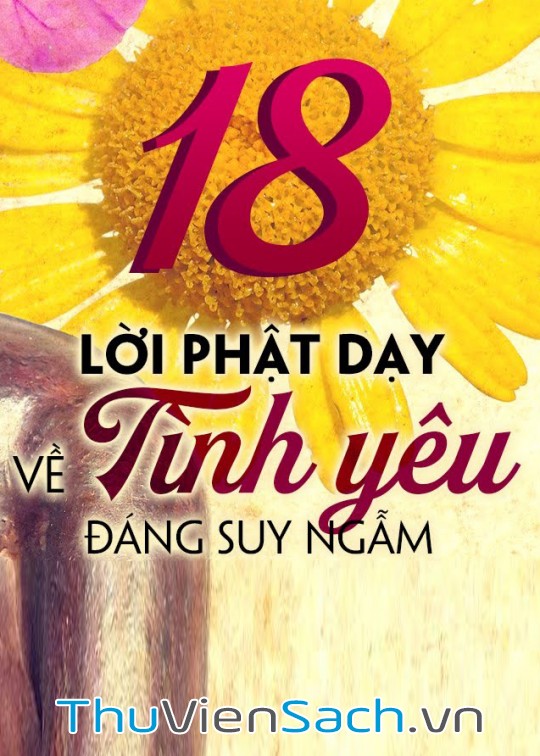 18
LỜI PHẬT DẠY
VỀ Tình yêu
ĐÁNG SUY NGẪM
ThuVienSach.vn